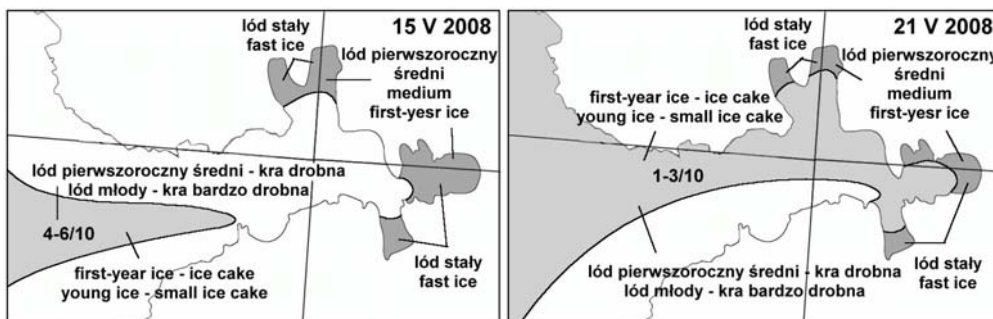 15 V 2008
lód stały
fast ice
lód pierwszoroczny
średni
medium
first-yesr ice
lód pierwszoroczny średni - kra drobna
lód młody - kra bardzo drobna
4-6/10
first-year ice - ice cake
young ice - small ice cake
lód stały
fast ice
21 V 2008
lód stały
fast ice
lód pierwszoroczny
średni
medium
first-yesr ice
first-year ice - ice cake
young ice - small ice cake
1-3/10
lód pierwszoroczny średni - kra drobna
lód młody - kra bardzo drobna
lód stały
fast ice